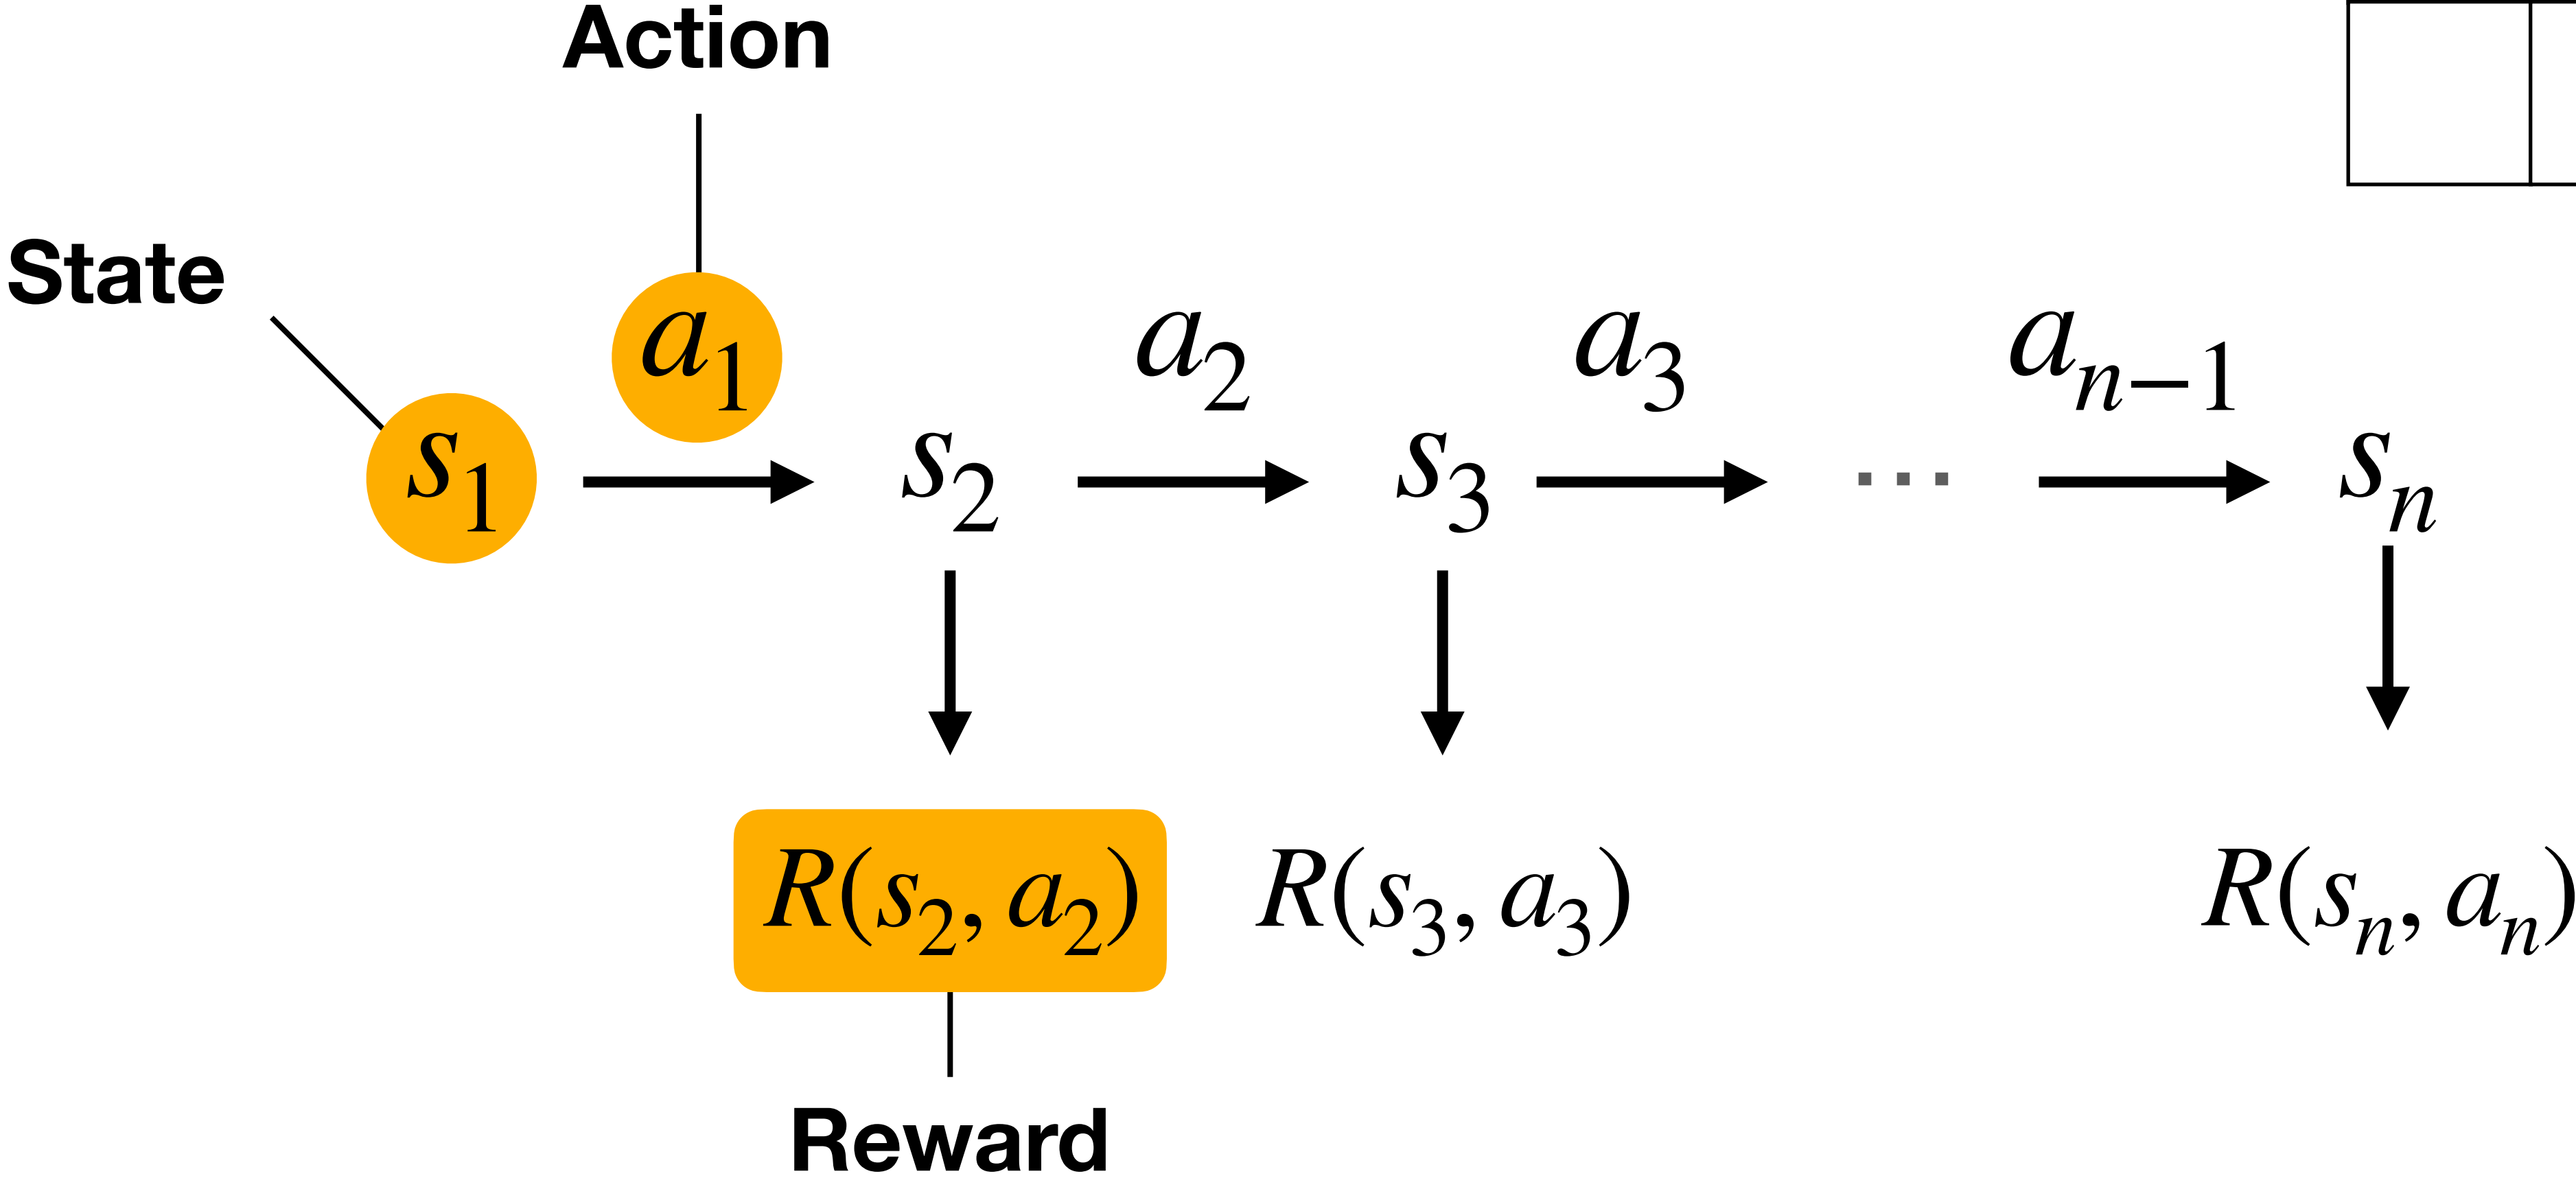 Action
State
a₁ a₂ a₃ aₙ₋₁
s₁ s₂ s₃ ... sₙ
R(s₂, a₂) R(s₃, a₃) R(sₙ, aₙ)
Reward